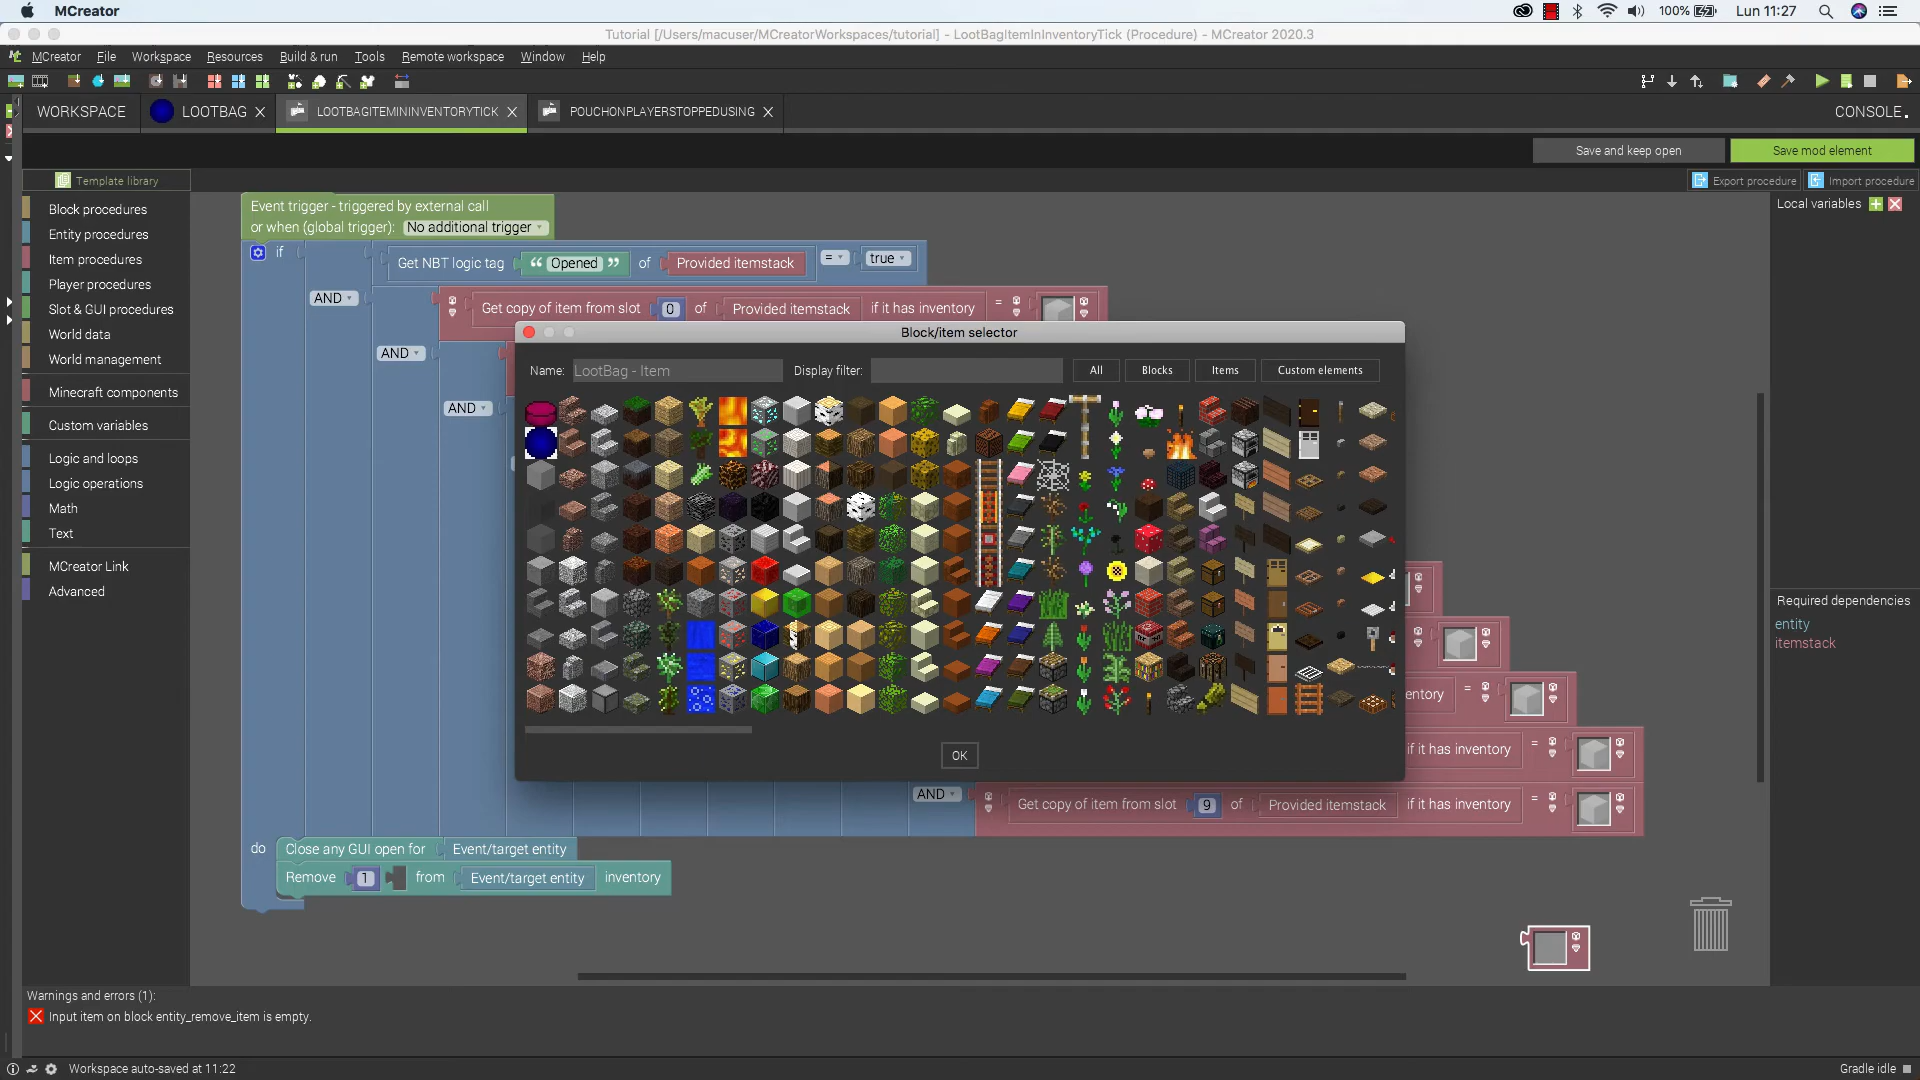 MCreator
100%
Lun 11:27
Tutorial [/Users/macuser/MCreatorWorkspaces/tutorial] - LootBagItemInInventoryTick (Procedure) - MCreator 2020.3
MCreator File Workspace Resources Build & run Tools Remote workspace Window Help
WORKSPACE
LOOTBAG
LOOTBAGITEMININVENTORYTICK
POUCHONPLAYERSTOPPEDUSING
CONSOLE
Save and keep open
Save mod element
Template library
Export procedure
Import procedure
Block procedures
Entity procedures
Item procedures
Player procedures
Slot & GUI procedures
World data
World management
Minecraft components
Custom variables
Logic and loops
Logic operations
Math
Text
MCreator Link
Advanced
Event trigger - triggered by external call
or when (global trigger): No additional trigger
if
Get NBT logic tag “ Opened ” of Provided itemstack = true
AND
Get copy of item from slot 0 of Provided itemstack if it has inventory =
AND
AND
Block/item selector
Name: LootBag - Item
Display filter:
All
Blocks
Items
Custom elements
OK
entory =
if it has inventory =
AND
Get copy of item from slot 9 of Provided itemstack if it has inventory =
do
Close any GUI open for Event/target entity
Remove 1 from Event/target entity inventory
Local variables
Required dependencies
entity
itemstack
Warnings and errors (1):
Input item on block entity_remove_item is empty.
Workspace auto-saved at 11:22
Gradle idle